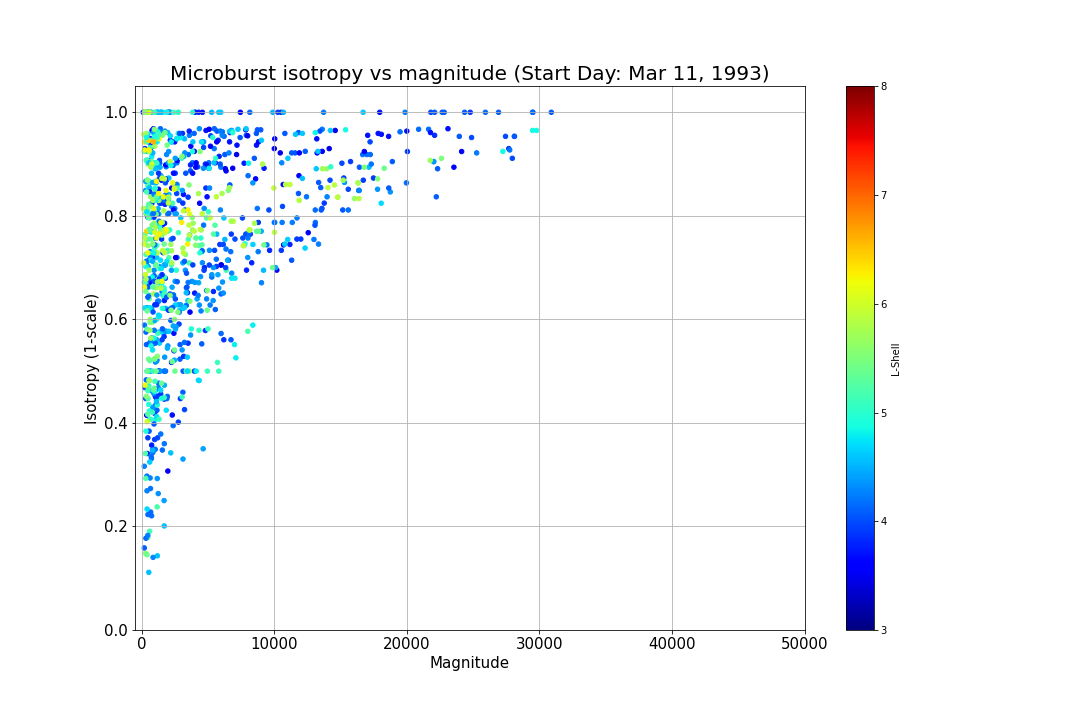 Microburst isotropy vs magnitude (Start Day: Mar 11, 1993)
Isotropy (1-scale)
1.0
0.8
0.6
0.4
0.2
0.0
0 10000 20000 30000 40000 50000
Magnitude
8
7
6
5
4
3
L-Shell